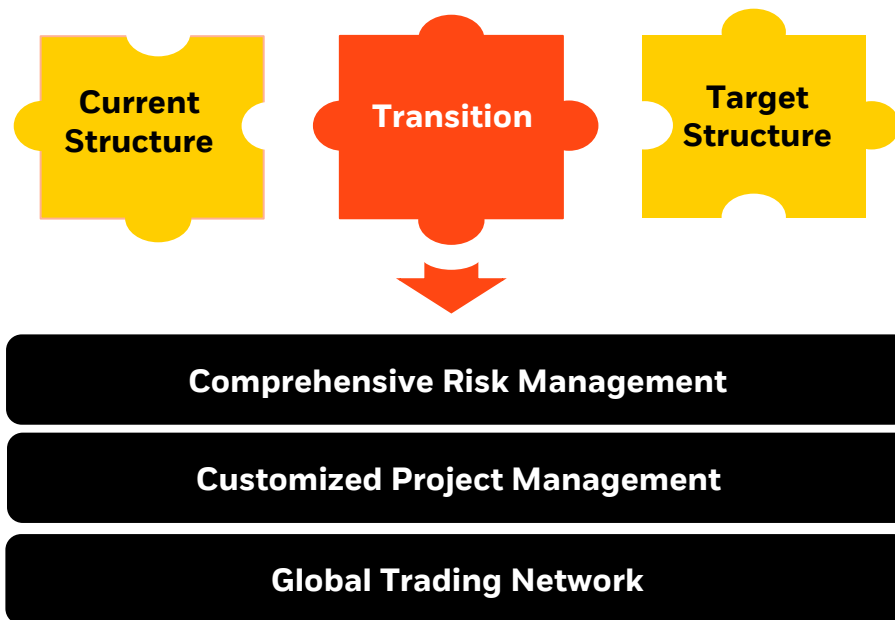 Current
Structure
Transition
Target
Structure
Comprehensive Risk Management
Customized Project Management
Global Trading Network